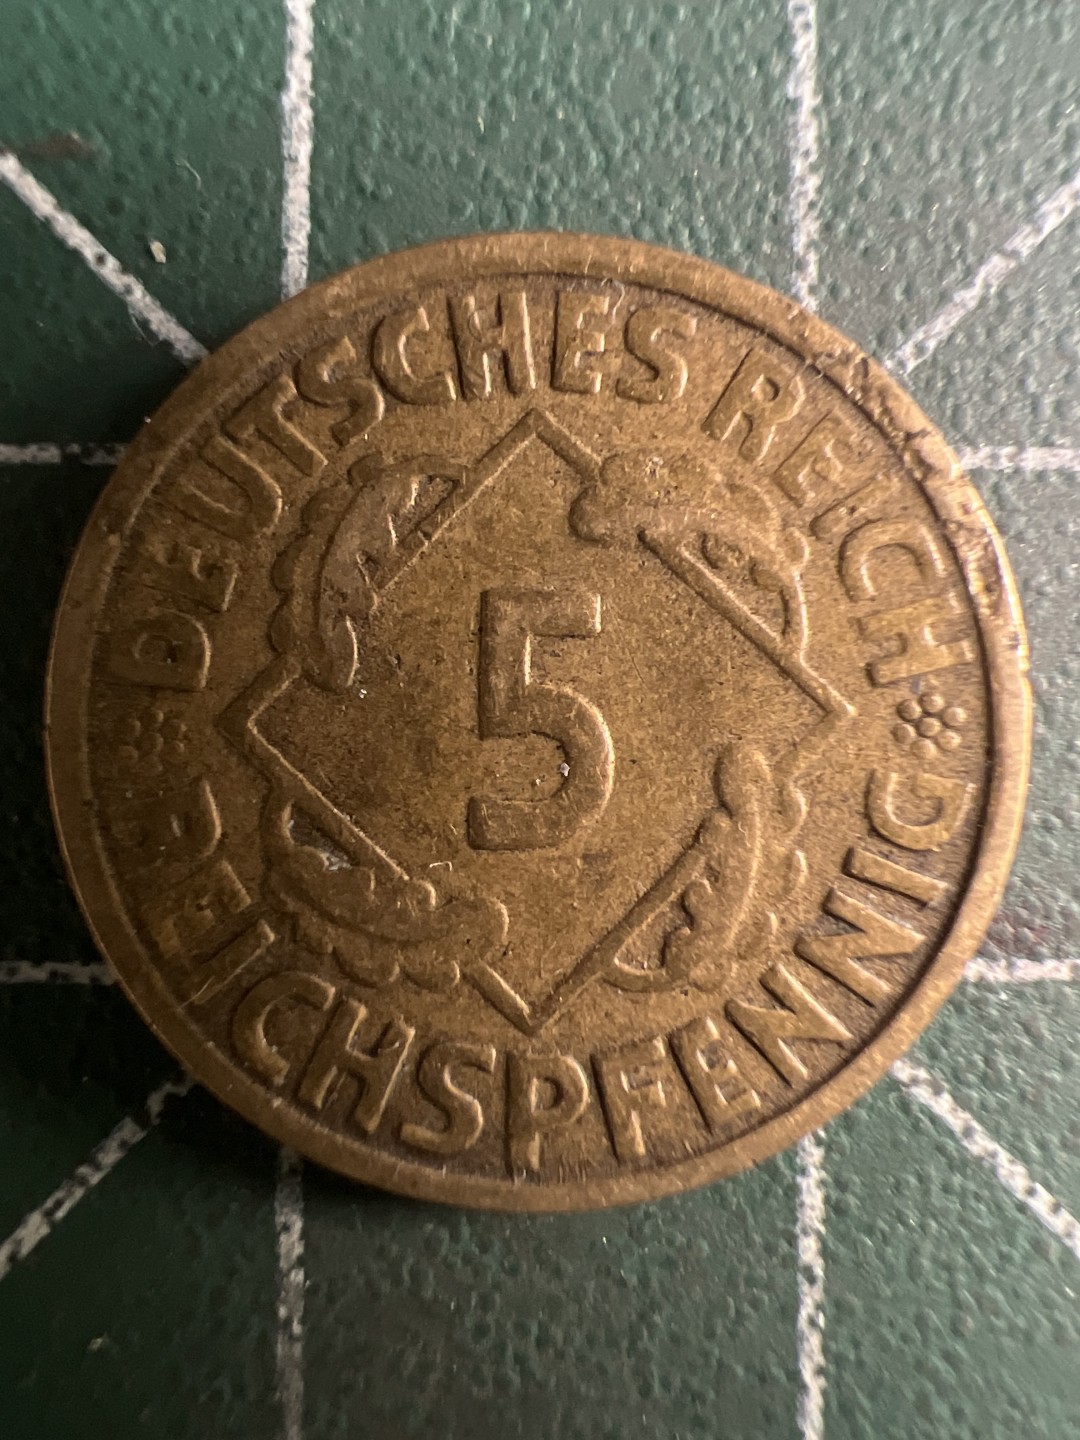 DEUTSCHES REICH
5
REICHSPFENNIG